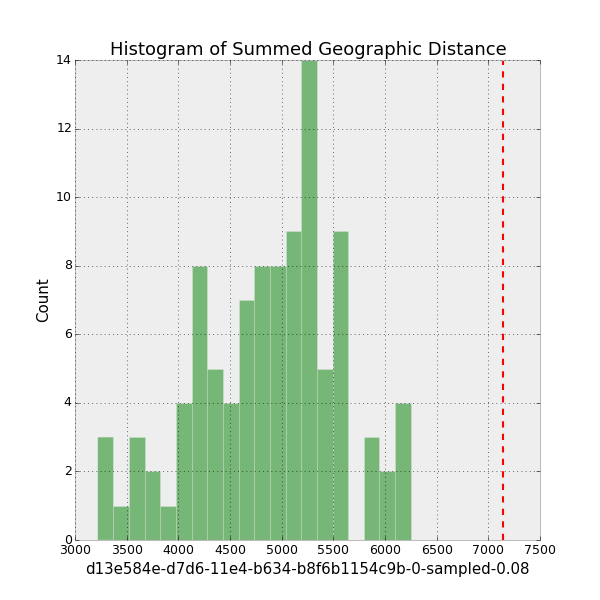 Histogram of Summed Geographic Distance
14
12
10
8
6
4
2
0
Count
3000 3500 4000 4500 5000 5500 6000 6500 7000 7500
d13e584e-d7d6-11e4-b634-b8f6b1154c9b-0-sampled-0.08